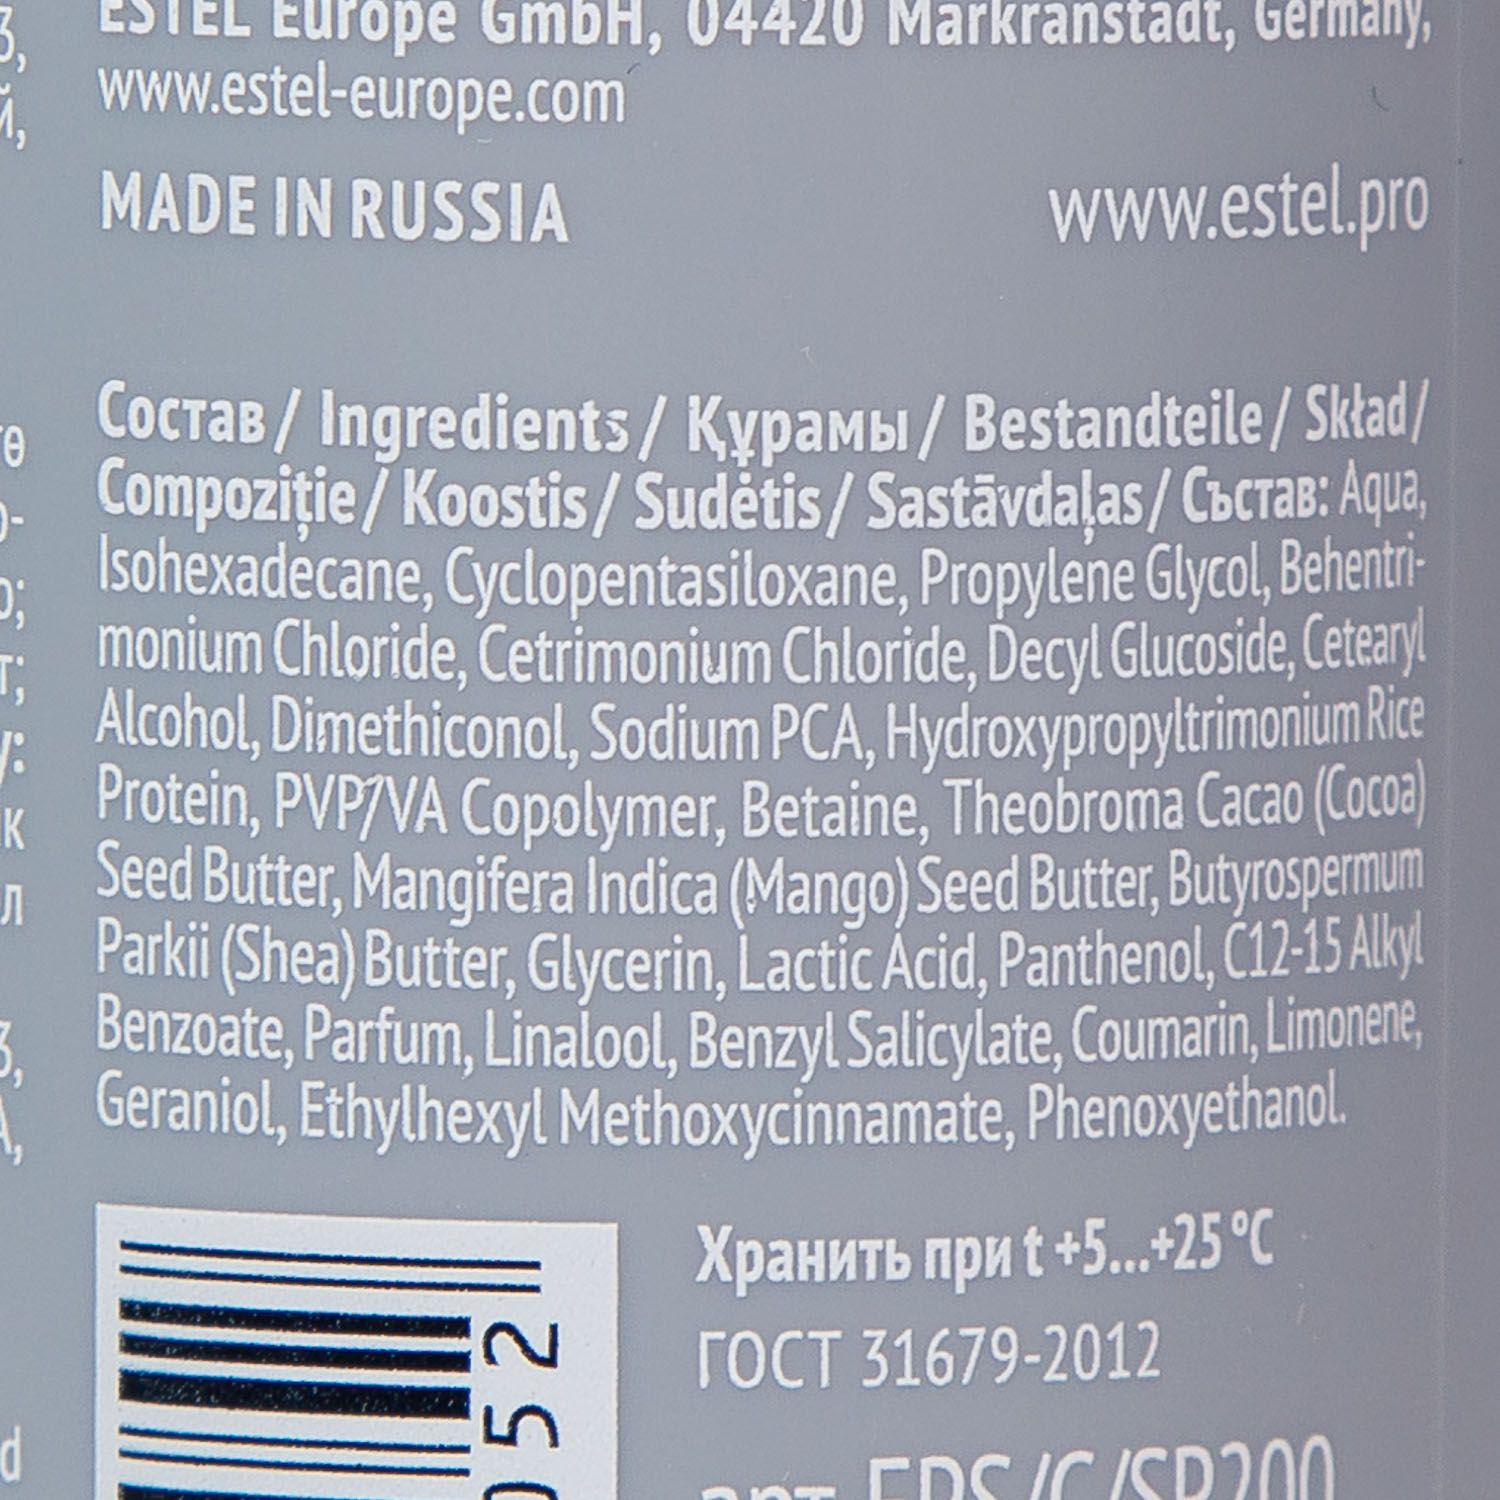 ESTEL Europe GmbH, 04420 Markranstadt, Germany,
www.estel-europe.com
MADE IN RUSSIA
www.estel.pro
Состав/ Ingredients/ Құрамы/ Bestandteile/ Skład/
Compoziție/ Koostis/ Sudėtis/ Sastāvdaļas/ Състав: Aqua,
Isohexadecane, Cyclopentasiloxane, Propylene Glycol, Behentri-
monium Chloride, Cetrimonium Chloride, Decyl Glucoside, Cetearyl
Alcohol, Dimethiconol, Sodium PCA, Hydroxypropyltrimonium Rice
Protein, PVP/VA Copolymer, Betaine, Theobroma Cacao (Cocoa)
Seed Butter, Mangifera Indica (Mango) Seed Butter, Butyrospermum
Parkii (Shea) Butter, Glycerin, Lactic Acid, Panthenol, C12-15 Alkyl
Benzoate, Parfum, Linalool, Benzyl Salicylate, Coumarin, Limonene,
Geraniol, Ethylhexyl Methoxycinnamate, Phenoxyethanol.
Хранить при t +5...+25 °C
ГОСТ 31679-2012
арт. EPS/C/SP200
052